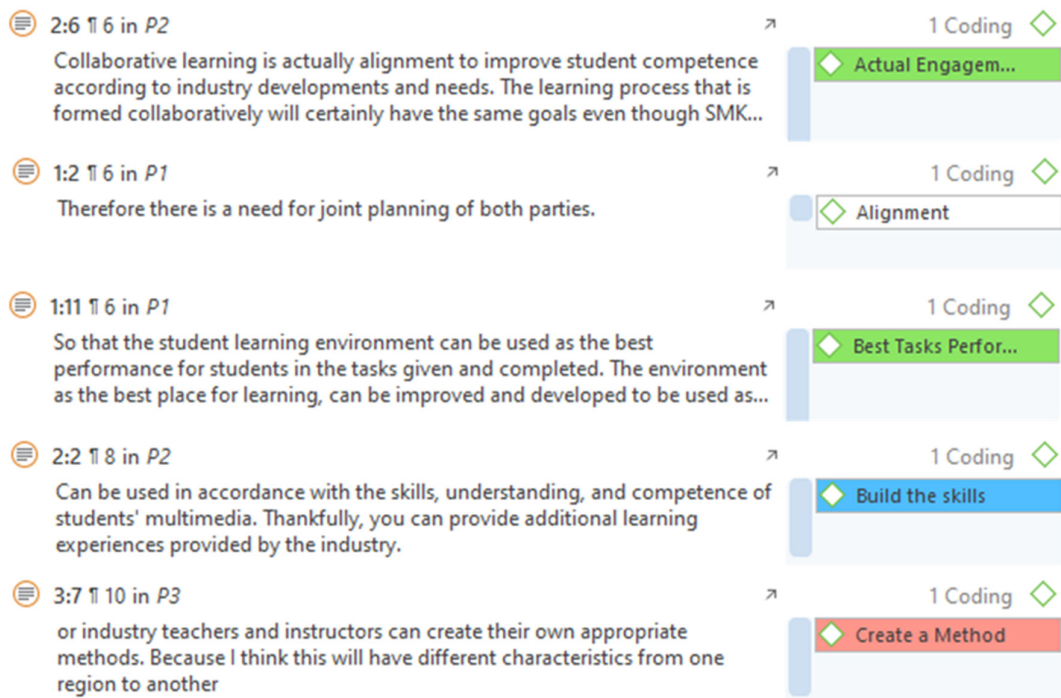 2:6 ¶ 6 in P2
1 Coding
Collaborative learning is actually alignment to improve student competence
according to industry developments and needs. The learning process that is
formed collaboratively will certainly have the same goals even though SMK...
Actual Engagem...
1:2 ¶ 6 in P1
1 Coding
Therefore there is a need for joint planning of both parties.
Alignment
1:11 ¶ 6 in P1
1 Coding
So that the student learning environment can be used as the best
performance for students in the tasks given and completed. The environment
as the best place for learning, can be improved and developed to be used as...
Best Tasks Perfor...
2:2 ¶ 8 in P2
1 Coding
Can be used in accordance with the skills, understanding, and competence of
students' multimedia. Thankfully, you can provide additional learning
experiences provided by the industry.
Build the skills
3:7 ¶ 10 in P3
1 Coding
or industry teachers and instructors can create their own appropriate
methods. Because I think this will have different characteristics from one
region to another
Create a Method